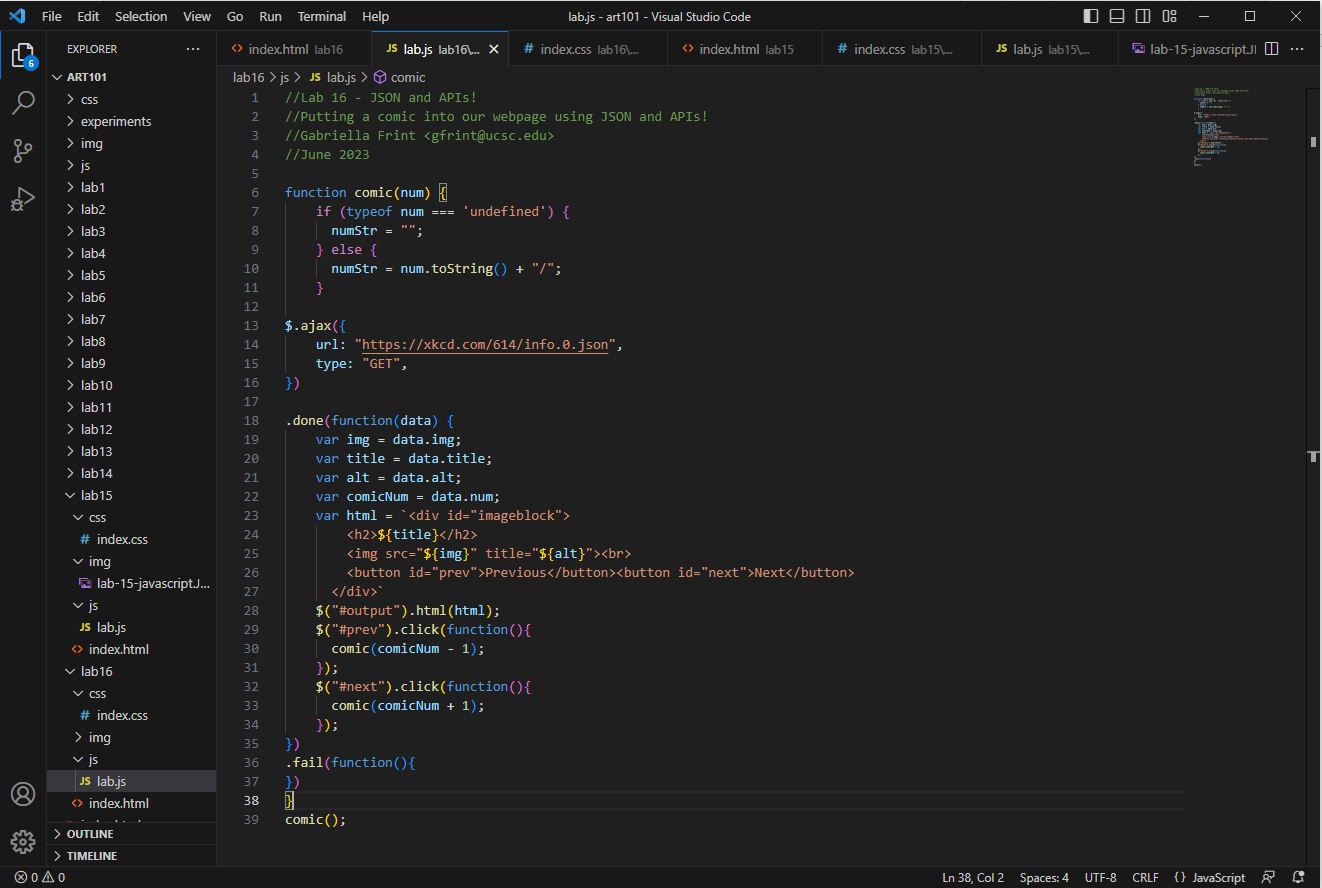 File Edit Selection View Go Run Terminal Help lab.js - art101 - Visual Studio Code
EXPLORER ...
index.html lab16 JS lab.js lab16\... # index.css lab16\... index.html lab15 # index.css lab15\... JS lab.js lab15\... lab-15-javascript.JI ...
6
lab16 > js > JS lab.js > comic
ART101
css
experiments
img
js
lab1
lab2
lab3
lab4
lab5
lab6
lab7
lab8
lab9
lab10
lab11
lab12
lab13
lab14
lab15
css
# index.css
img
lab-15-javascript.J...
js
JS lab.js
index.html
lab16
css
# index.css
img
js
JS lab.js
index.html
OUTLINE
TIMELINE
1 //Lab 16 - JSON and APIs!
2 //Putting a comic into our webpage using JSON and APIs!
3 //Gabriella Frint <gfrint@ucsc.edu>
4 //June 2023
5
6 function comic(num) {
7 if (typeof num === 'undefined') {
8 numStr = "";
9 } else {
10 numStr = num.toString() + "/";
11 }
12
13 $.ajax({
14 url: "https://xkcd.com/614/info.0.json",
15 type: "GET",
16 })
17
18 .done(function(data) {
19 var img = data.img;
20 var title = data.title;
21 var alt = data.alt;
22 var comicNum = data.num;
23 var html = `<div id="imageblock">
24 <h2>${title}</h2>
25 <img src="${img}" title="${alt}"><br>
26 <button id="prev">Previous</button><button id="next">Next</button>
27 </div>`
28 $("#output").html(html);
29 $("#prev").click(function(){
30 comic(comicNum - 1);
31 });
32 $("#next").click(function(){
33 comic(comicNum + 1);
34 });
35 })
36 .fail(function(){
37 })
38 }
39 comic();
0 0 Ln 38, Col 2 Spaces: 4 UTF-8 CRLF {} JavaScript